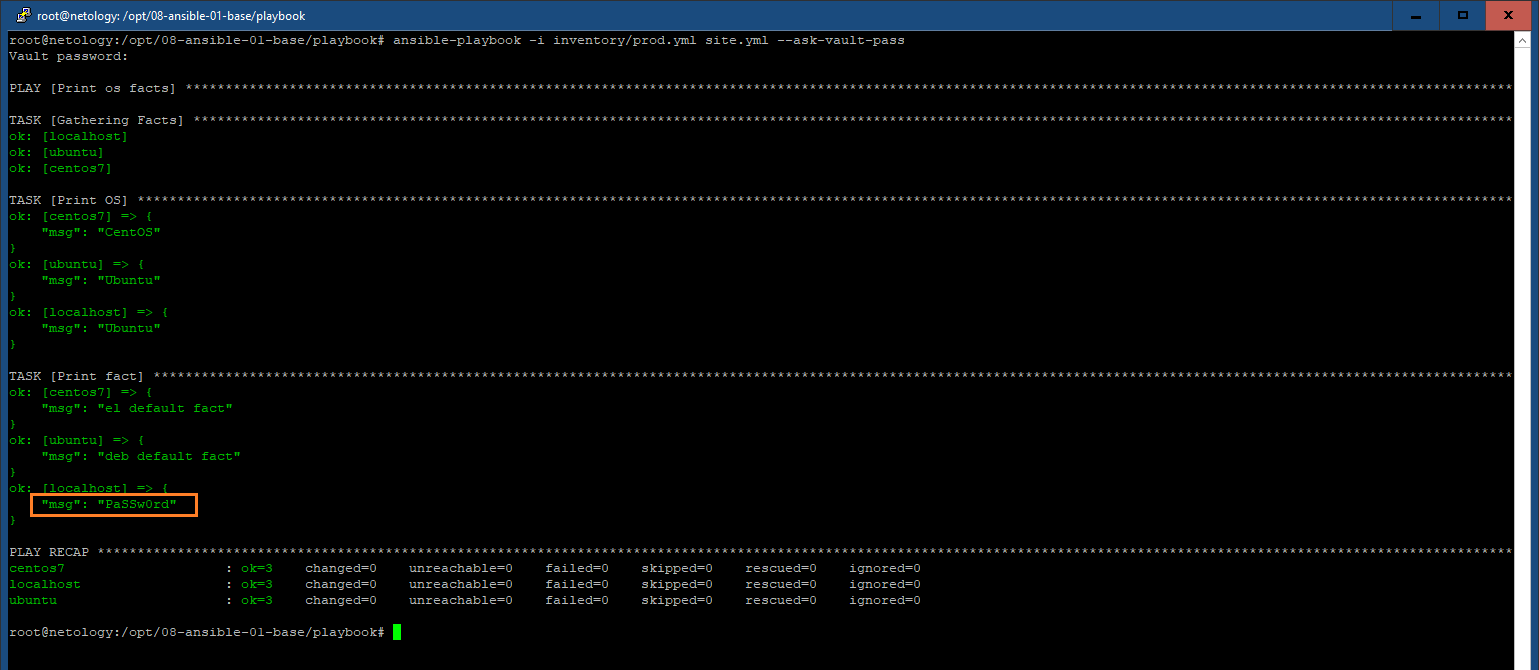 root@netology: /opt/08-ansible-01-base/playbook
root@netology:/opt/08-ansible-01-base/playbook# ansible-playbook -i inventory/prod.yml site.yml --ask-vault-pass
Vault password:
PLAY [Print os facts] **********************************************************************************************************************************************************************
TASK [Gathering Facts] *********************************************************************************************************************************************************************
ok: [localhost]
ok: [ubuntu]
ok: [centos7]
TASK [Print OS] ****************************************************************************************************************************************************************************
ok: [centos7] => {
    "msg": "CentOS"
}
ok: [ubuntu] => {
    "msg": "Ubuntu"
}
ok: [localhost] => {
    "msg": "Ubuntu"
}
TASK [Print fact] **************************************************************************************************************************************************************************
ok: [centos7] => {
    "msg": "el default fact"
}
ok: [ubuntu] => {
    "msg": "deb default fact"
}
ok: [localhost] => {
    "msg": "PaSSw0rd"
}
PLAY RECAP *********************************************************************************************************************************************************************************
centos7                    : ok=3    changed=0    unreachable=0    failed=0    skipped=0    rescued=0    ignored=0
localhost                  : ok=3    changed=0    unreachable=0    failed=0    skipped=0    rescued=0    ignored=0
ubuntu                     : ok=3    changed=0    unreachable=0    failed=0    skipped=0    rescued=0    ignored=0
root@netology:/opt/08-ansible-01-base/playbook#